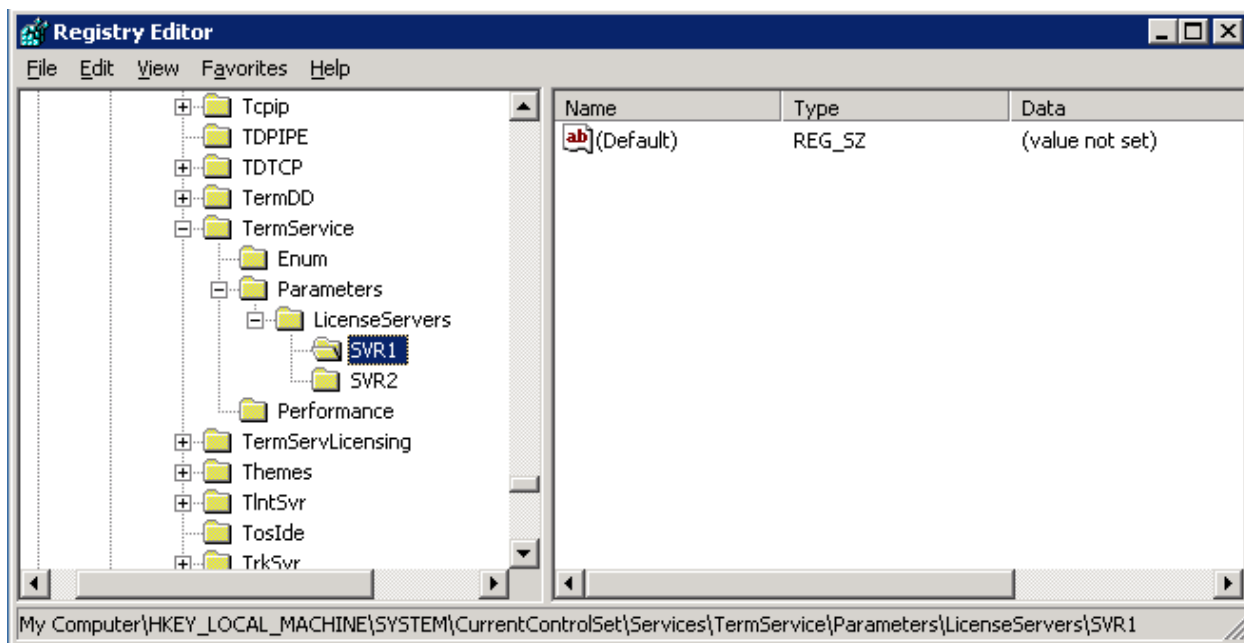 Registry Editor
File Edit View Favorites Help
Tcpip
TDPIPE
TDTCP
TermDD
TermService
Enum
Parameters
LicenseServers
SVR1
SVR2
Performance
TermServLicensing
Themes
TlntSvr
TosIde
TrkSvr
Name Type Data
ab (Default) REG_SZ (value not set)
My Computer\HKEY_LOCAL_MACHINE\SYSTEM\CurrentControlSet\Services\TermService\Parameters\LicenseServers\SVR1